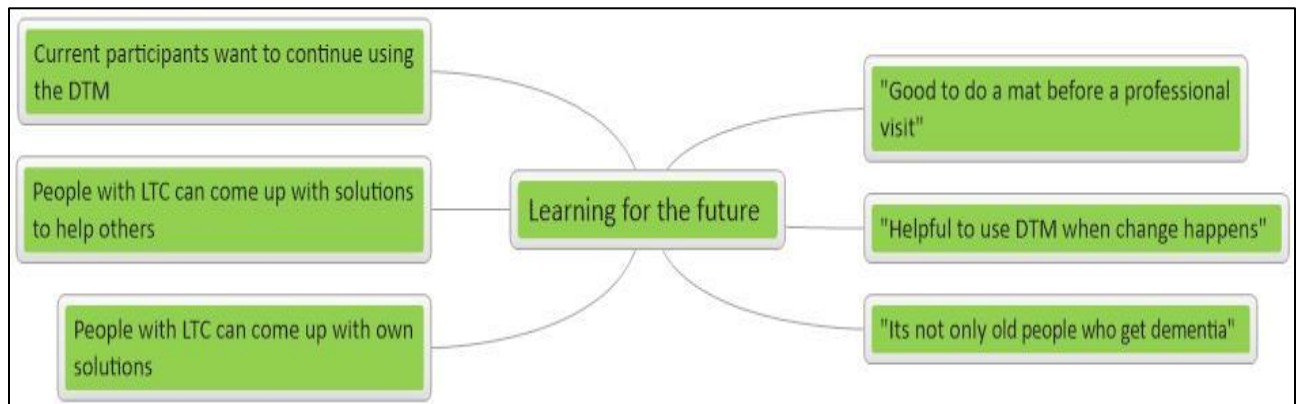 Current participants want to continue using
the DTM
People with LTC can come up with solutions
to help others
People with LTC can come up with own
solutions
Learning for the future
"Good to do a mat before a professional
visit"
"Helpful to use DTM when change happens"
"Its not only old people who get dementia"